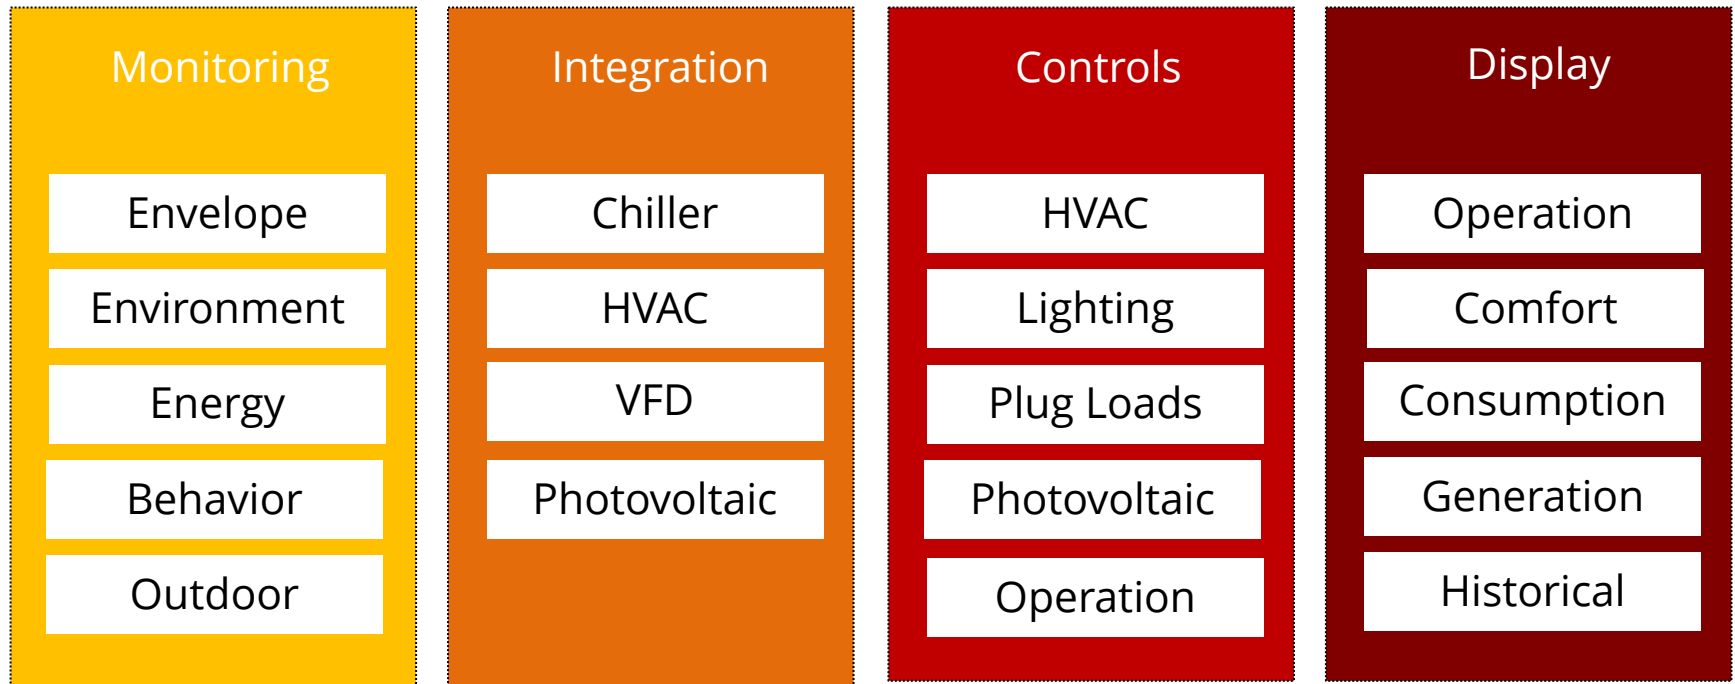 Monitoring
Envelope
Environment
Energy
Behavior
Outdoor
Integration
Chiller
HVAC
VFD
Photovoltaic
Controls
HVAC
Lighting
Plug Loads
Photovoltaic
Operation
Display
Operation
Comfort
Consumption
Generation
Historical